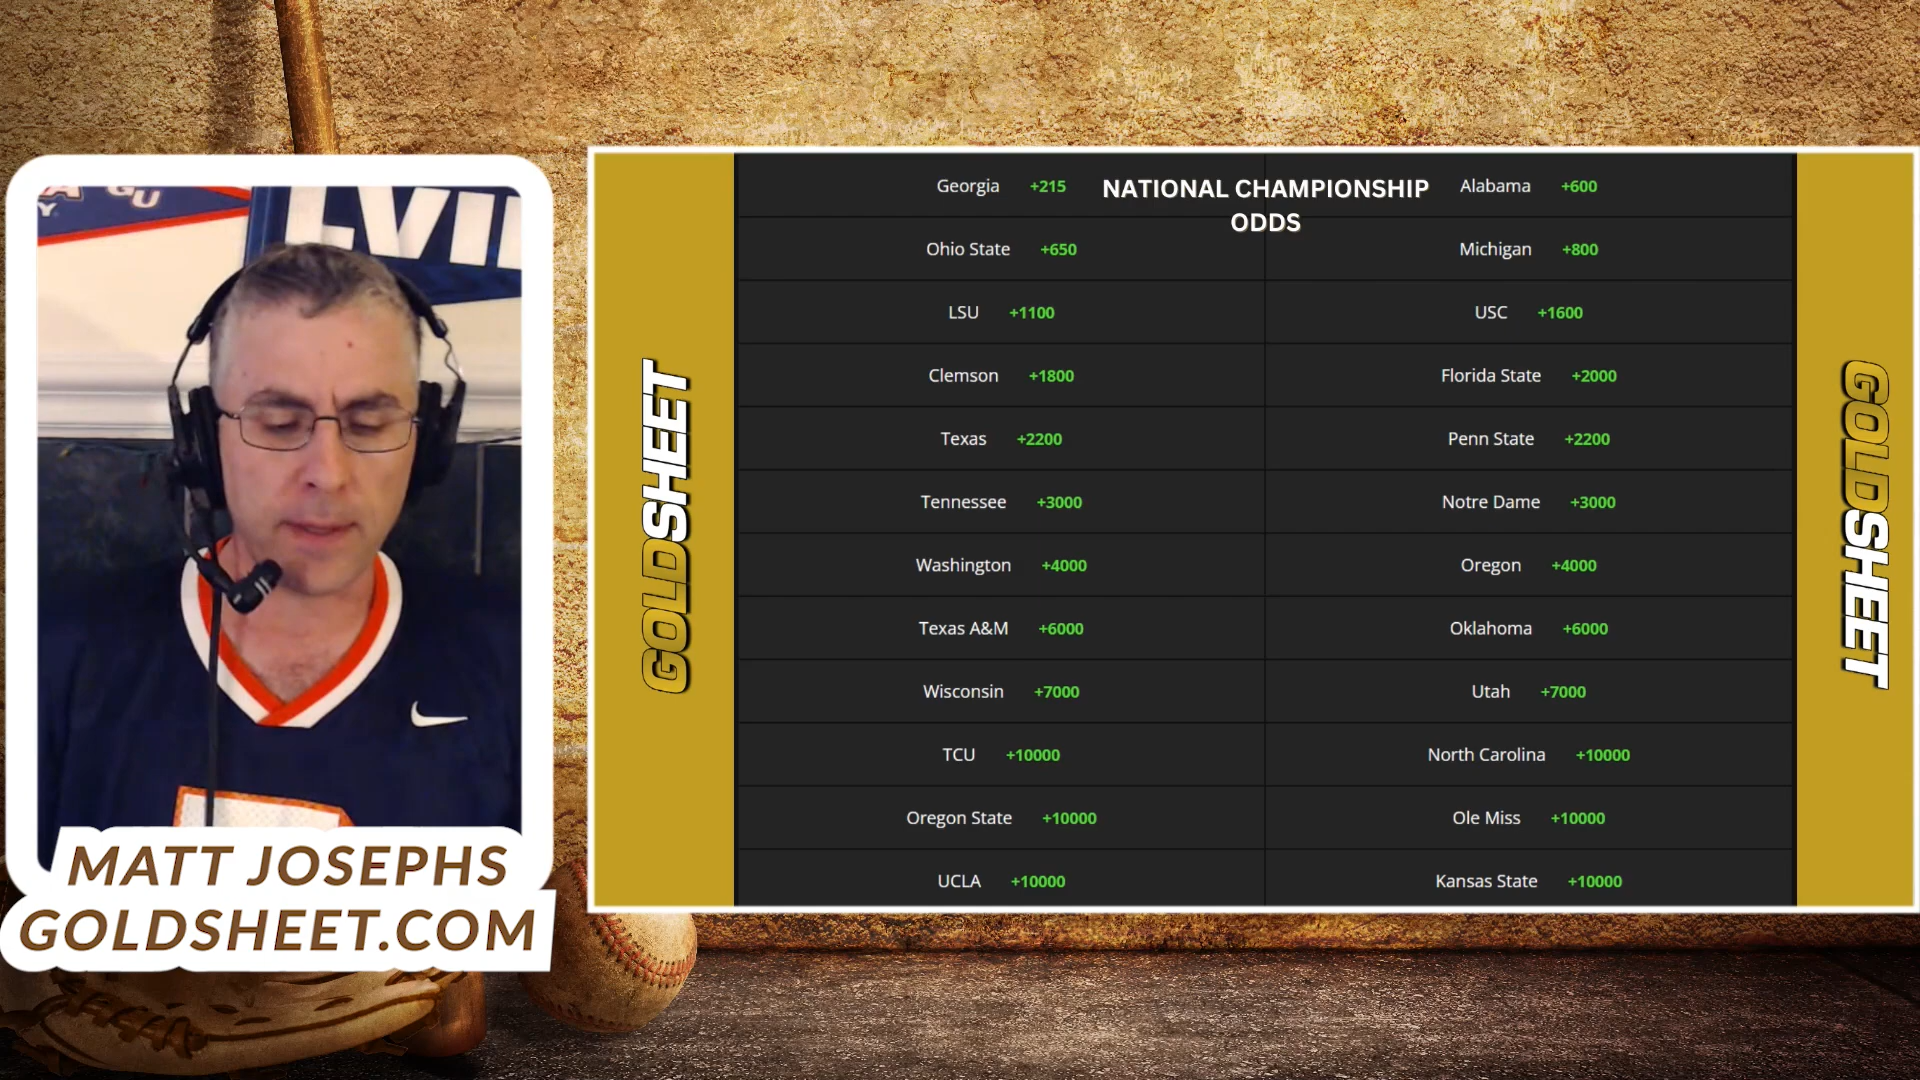 A GU
Y.
LVII
MATT JOSEPHS
GOLDSHEET.COM
GOLDSHEET
NATIONAL CHAMPIONSHIP
ODDS
Georgia +215 Alabama +600
Ohio State +650 Michigan +800
LSU +1100 USC +1600
Clemson +1800 Florida State +2000
Texas +2200 Penn State +2200
Tennessee +3000 Notre Dame +3000
Washington +4000 Oregon +4000
Texas A&M +6000 Oklahoma +6000
Wisconsin +7000 Utah +7000
TCU +10000 North Carolina +10000
Oregon State +10000 Ole Miss +10000
UCLA +10000 Kansas State +10000
GOLDSHEET